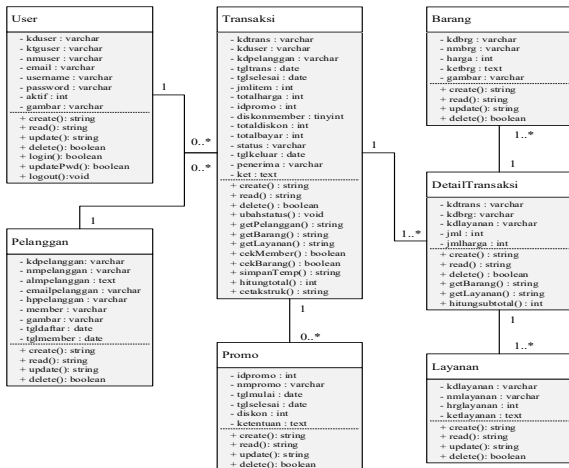 User
- kduser : varchar
- ktguser : varchar
- nmuser : varchar
- email : varchar
- username : varchar
- password : varchar
- aktif : int
- gambar : varchar
+ create(): string
+ read(): string
+ update(): string
+ delete(): boolean
+ login(): boolean
+ updatePwd(): boolean
+ logout():void
1
0..*
0..*
1
Pelanggan
- kdpelanggan : varchar
- nmpelanggan : varchar
- almpelanggan : text
- emailpelanggan : varchar
- hppelanggan : varchar
- member : varchar
- gambar : varchar
- tgldaftar : date
- tglmember : date
+ create(): string
+ read(): string
+ update(): string
+ delete(): boolean
Transaksi
- kdtrans : varchar
- kduser : varchar
- kdpelanggan : varchar
- tgltrans : date
- tglselesai : date
- jmlitem : int
- totalharga : int
- idpromo : int
- diskonmember : tinyint
- totaldiskon : int
- totalbayar : int
- status : varchar
- tglkeluar : date
- penerima : varchar
- ket : text
+ create() : string
+ read() : string
+ delete() : boolean
+ ubahstatus() : void
+ getPelanggan() : string
+ getBarang() : string
+ getLayanan() : string
+ cekMember() : boolean
+ cekBarang() : boolean
+ simpanTemp() : string
+ hitungtotal() : int
+ cetakstruk() : string
1
0..*
Promo
- idpromo : int
- nmpromo : varchar
- tglmulai : date
- tglselesai : date
- diskon : int
- ketentuan : text
+ create(): string
+ read(): string
+ update(): string
+ delete(): boolean
1
1..*
Barang
- kdbrg : varchar
- nmbrg : varchar
- harga : int
- ketbrg : text
- gambar : varchar
+ create(): string
+ read(): string
+ update(): string
+ delete(): boolean
1..*
1
DetailTransaksi
- kdtrans : varchar
- kdbrg: varchar
- kdlayanan : varchar
- jml : int
- jmlharga : int
+ create(): string
+ read() : string
+ delete() : boolean
+ getBarang() : string
+ getLayanan() : string
+ hitungsubtotal() : int
1
1..*
Layanan
- kdlayanan : varchar
- nmlayanan : varchar
- hrglayanan : int
- ketlayanan : text
+ create(): string
+ read(): string
+ update(): string
+ delete(): boolean